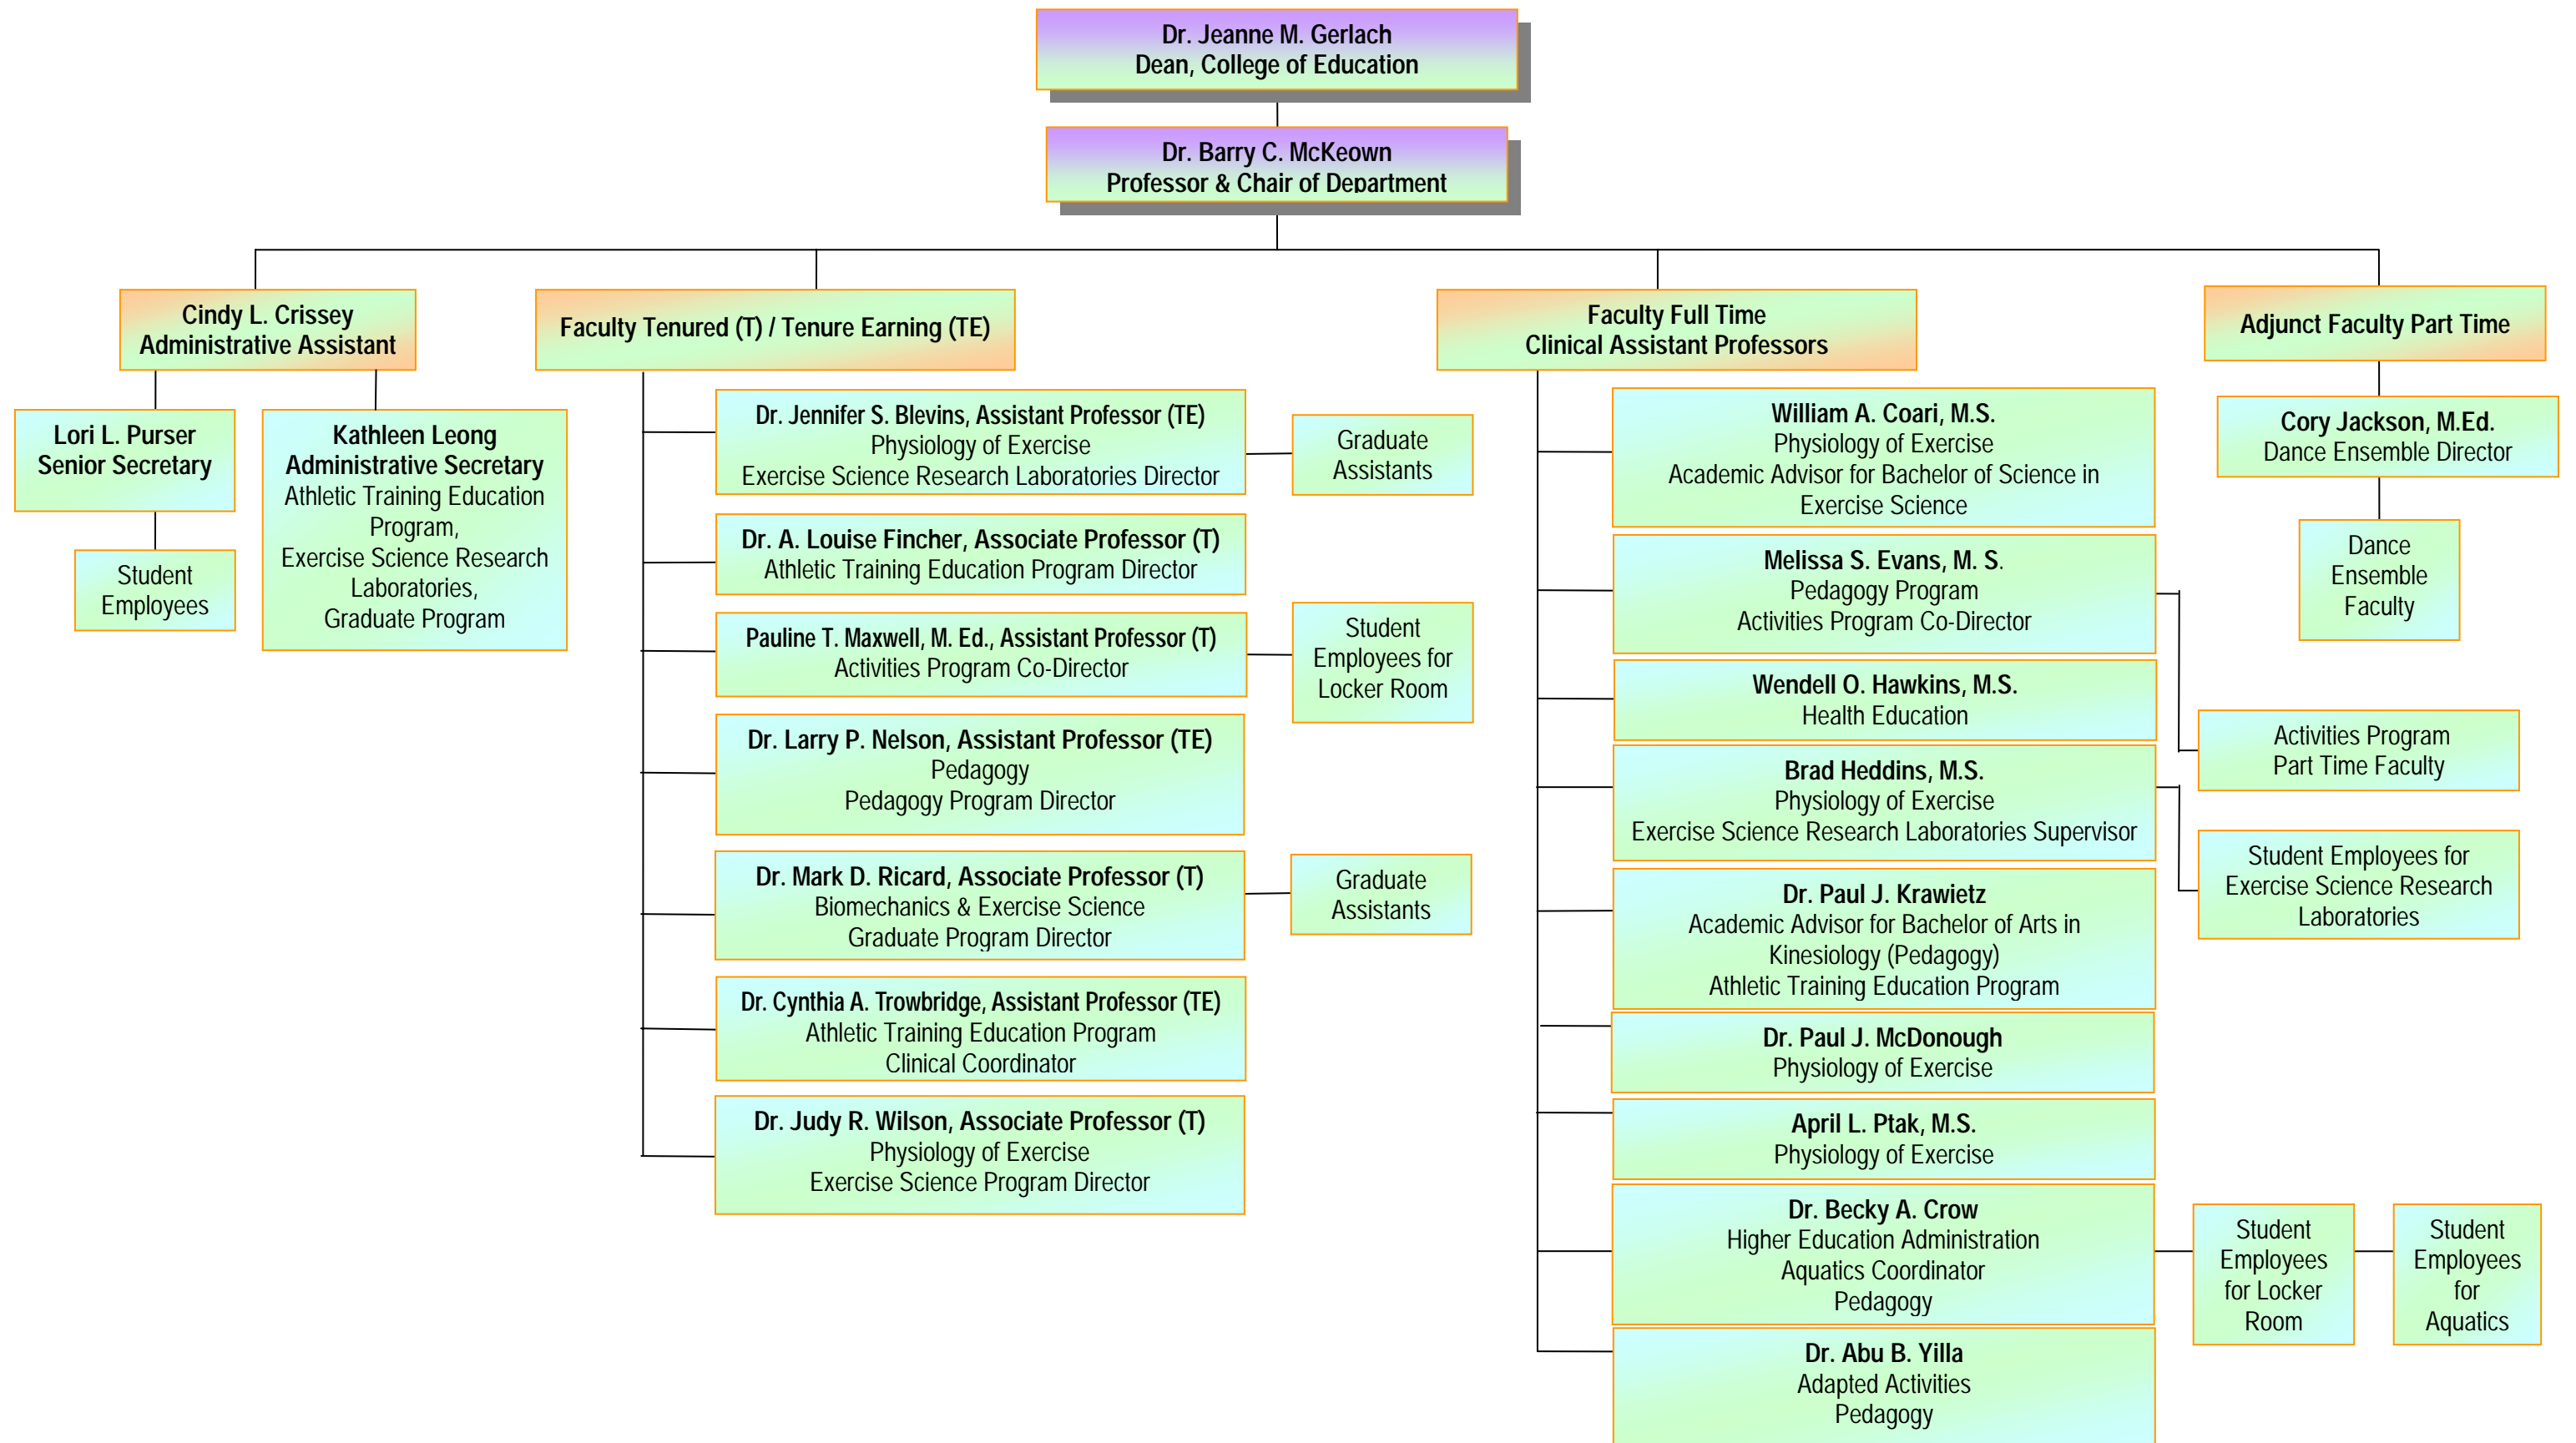 Dr. Jeanne M. Gerlach
Dean, College of Education
Dr. Barry C. McKeown
Professor & Chair of Department
Cindy L. Crissey
Administrative Assistant
Lori L. Purser
Senior Secretary
Student
Employees
Kathleen Leong
Administrative Secretary
Athletic Training Education
Program,
Exercise Science Research
Laboratories,
Graduate Program
Faculty Tenured (T) / Tenure Earning (TE)
Dr. Jennifer S. Blevins, Assistant Professor (TE)
Physiology of Exercise
Exercise Science Research Laboratories Director
Graduate
Assistants
Dr. A. Louise Fincher, Associate Professor (T)
Athletic Training Education Program Director
Pauline T. Maxwell, M. Ed., Assistant Professor (T)
Activities Program Co-Director
Student
Employees for
Locker Room
Dr. Larry P. Nelson, Assistant Professor (TE)
Pedagogy
Pedagogy Program Director
Dr. Mark D. Ricard, Associate Professor (T)
Biomechanics & Exercise Science
Graduate Program Director
Graduate
Assistants
Dr. Cynthia A. Trowbridge, Assistant Professor (TE)
Athletic Training Education Program
Clinical Coordinator
Dr. Judy R. Wilson, Associate Professor (T)
Physiology of Exercise
Exercise Science Program Director
Faculty Full Time
Clinical Assistant Professors
William A. Coari, M.S.
Physiology of Exercise
Academic Advisor for Bachelor of Science in
Exercise Science
Melissa S. Evans, M. S.
Pedagogy Program
Activities Program Co-Director
Activities Program
Part Time Faculty
Wendell O. Hawkins, M.S.
Health Education
Brad Heddins, M.S.
Physiology of Exercise
Exercise Science Research Laboratories Supervisor
Student Employees for
Exercise Science Research
Laboratories
Dr. Paul J. Krawietz
Academic Advisor for Bachelor of Arts in
Kinesiology (Pedagogy)
Athletic Training Education Program
Dr. Paul J. McDonough
Physiology of Exercise
April L. Ptak, M.S.
Physiology of Exercise
Dr. Becky A. Crow
Higher Education Administration
Aquatics Coordinator
Pedagogy
Student
Employees
for Locker
Room
Student
Employees
for
Aquatics
Dr. Abu B. Yilla
Adapted Activities
Pedagogy
Adjunct Faculty Part Time
Cory Jackson, M.Ed.
Dance Ensemble Director
Dance
Ensemble
Faculty